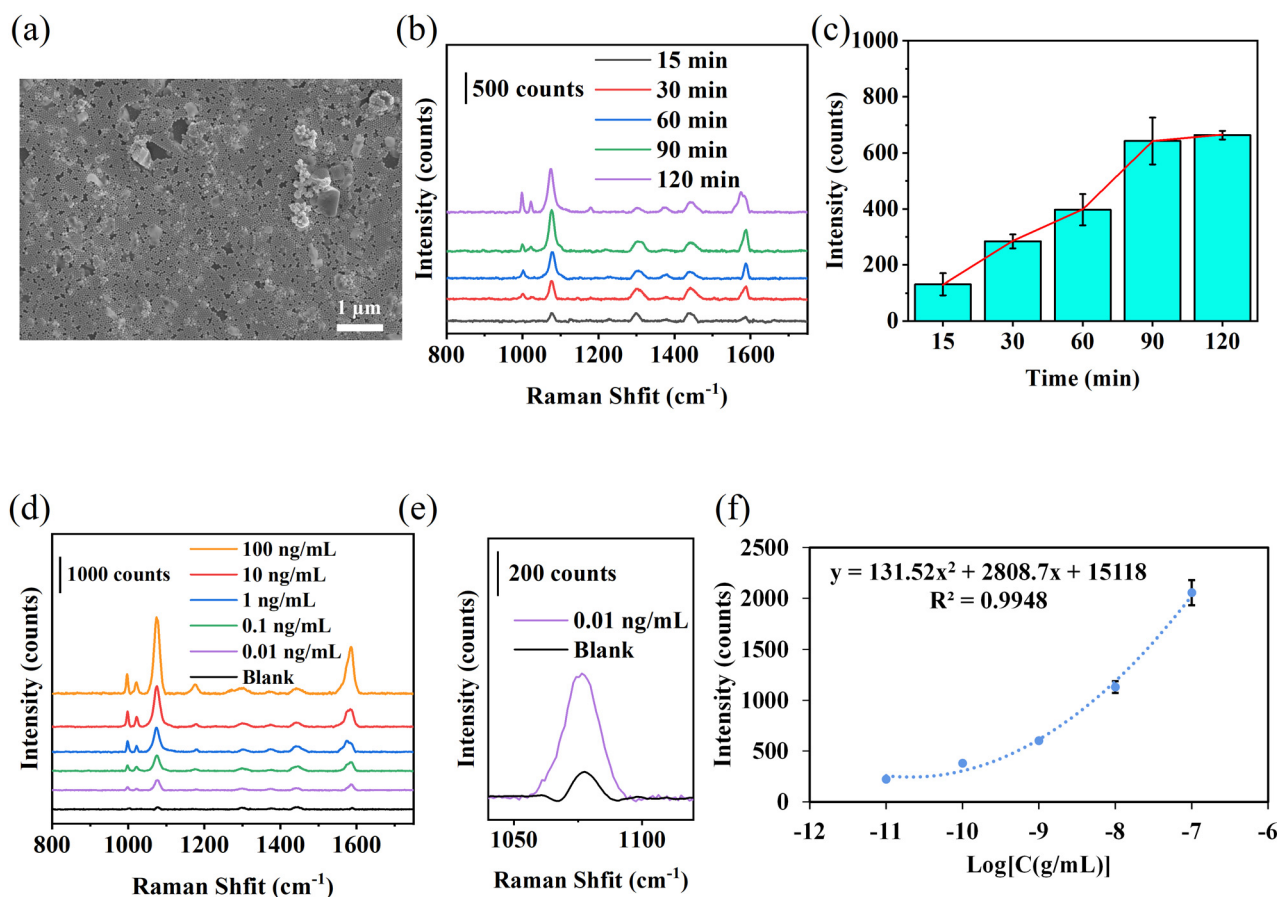 (a)
1 μm
(b)
500 counts
15 min
30 min
60 min
90 min
120 min
Intensity (counts)
800 1000 1200 1400 1600
Raman Shfit (cm⁻¹)
(c)
1000
800
600
400
200
0
Intensity (counts)
15 30 60 90 120
Time (min)
(d)
1000 counts
100 ng/mL
10 ng/mL
1 ng/mL
0.1 ng/mL
0.01 ng/mL
Blank
Intensity (counts)
800 1000 1200 1400 1600
Raman Shfit (cm⁻¹)
(e)
200 counts
0.01 ng/mL
Blank
Intensity (counts)
1050 1100
Raman Shfit (cm⁻¹)
(f)
y = 131.52x² + 2808.7x + 15118
R² = 0.9948
2500
2000
1500
1000
500
0
Intensity (counts)
-12 -11 -10 -9 -8 -7 -6
Log[C(g/mL)]